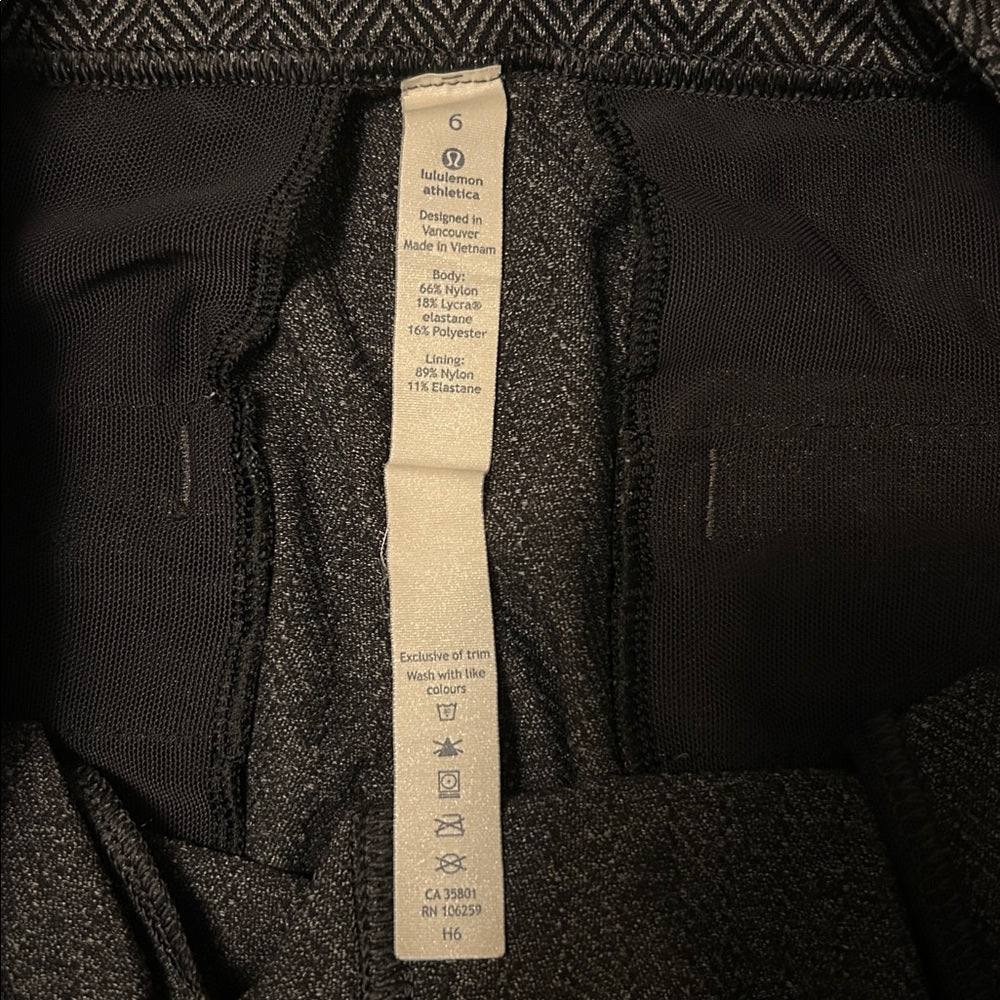 6
lululemon
athletica
Designed in
Vancouver
Made in Vietnam
Body:
66% Nylon
18% Lycra®
elastane
16% Polyester
Lining:
89% Nylon
11% Elastane
Exclusive of trim
Wash with like
colours
CA 35801
RN 106259
H6